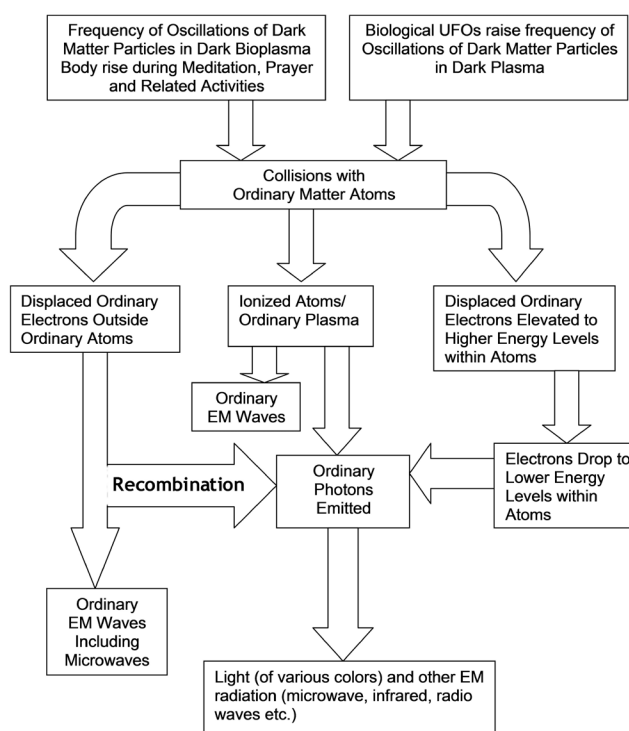 Frequency of Oscillations of Dark
Matter Particles in Dark Bioplasma
Body rise during Meditation, Prayer
and Related Activities
Biological UFOs raise frequency of
Oscillations of Dark Matter Particles
in Dark Plasma
Collisions with
Ordinary Matter Atoms
Displaced Ordinary
Electrons Outside
Ordinary Atoms
Ionized Atoms/
Ordinary Plasma
Displaced Ordinary
Electrons Elevated to
Higher Energy Levels
within Atoms
Ordinary
EM Waves
Recombination
Ordinary
Photons
Emitted
Electrons Drop to
Lower Energy
Levels within
Atoms
Ordinary
EM Waves
Including
Microwaves
Light (of various colors) and other EM
radiation (microwave, infrared, radio
waves etc.)